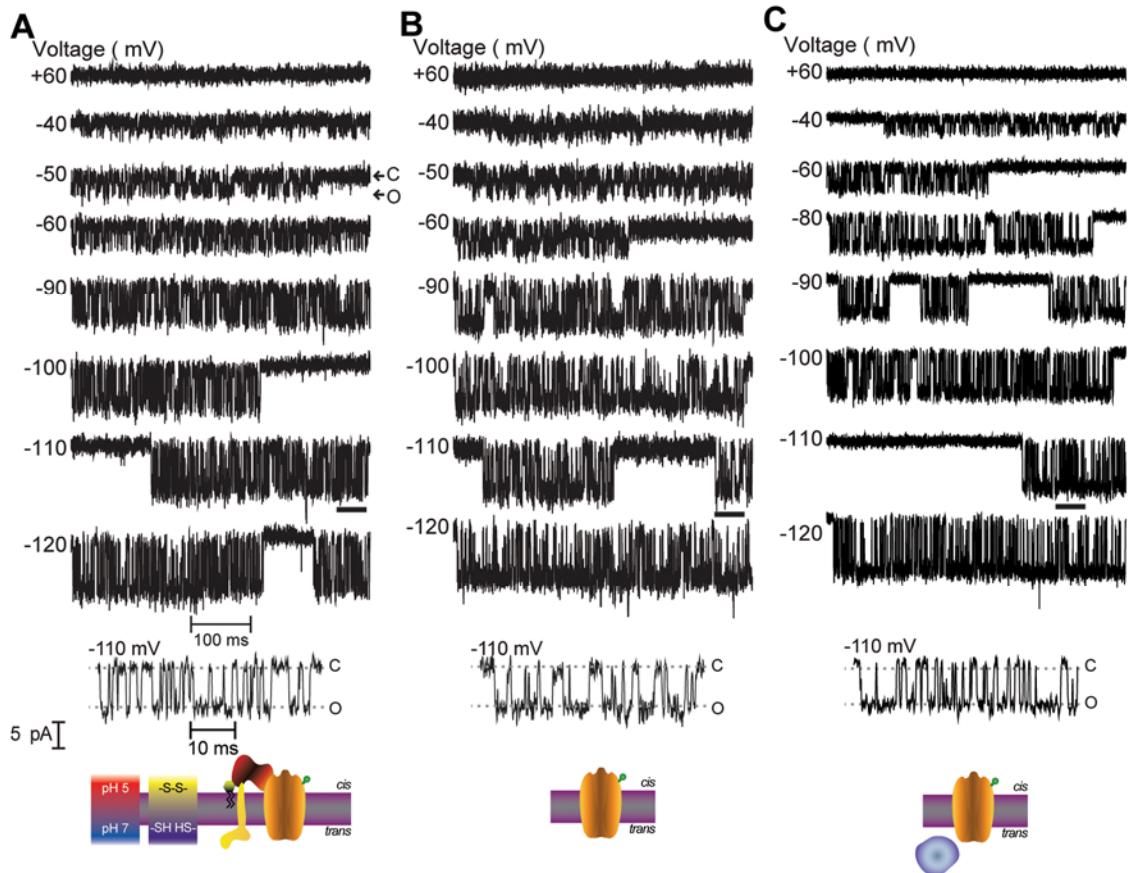 A
Voltage ( mV)
+60
-40
-50
C
O
-60
-90
-100
-110
-120
100 ms
-110 mV
C
O
5 pA
10 ms
pH 5
-S-S-
cis
pH 7
-SH HS-
trans
B
Voltage ( mV)
+60
-40
-50
-60
-90
-100
-110
-120
-110 mV
C
O
cis
trans
C
Voltage ( mV)
+60
-40
-60
-80
-90
-100
-110
-120
-110 mV
C
O
cis
trans